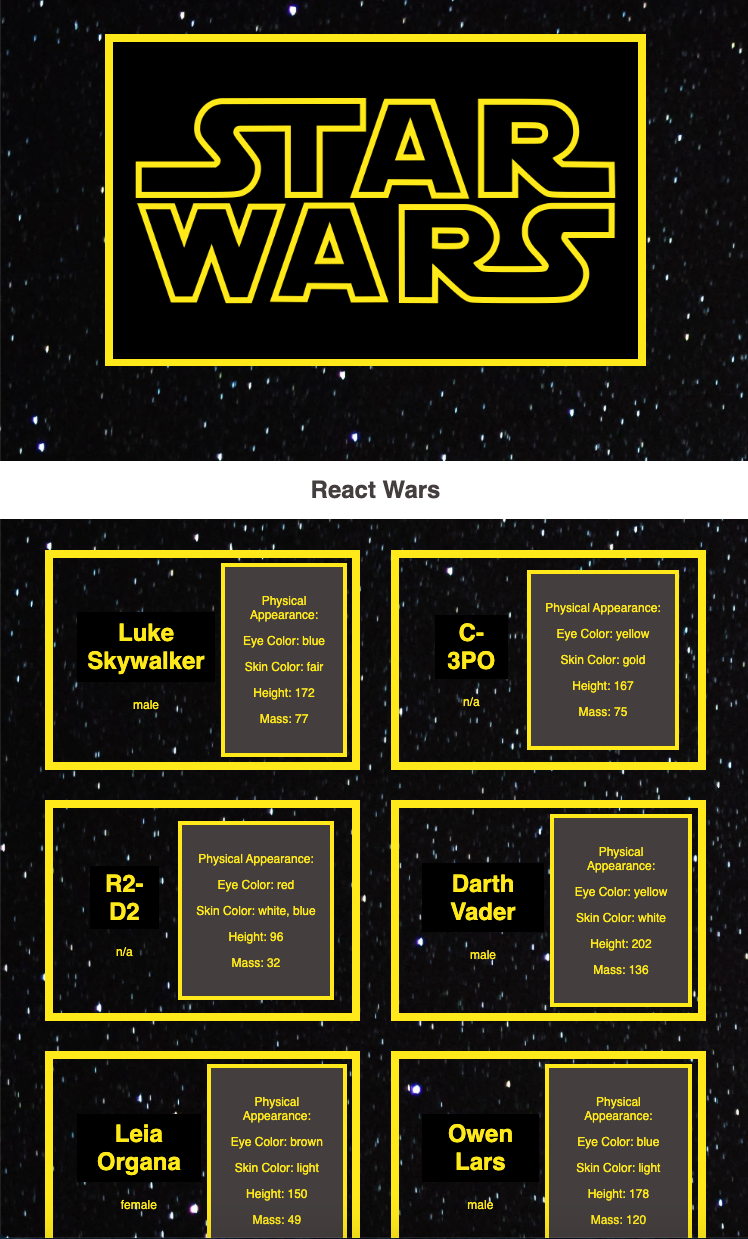 STAR
WARS
React Wars
Luke
Skywalker
male
Physical
Appearance:
Eye Color: blue
Skin Color: fair
Height: 172
Mass: 77
C-
3PO
n/a
Physical Appearance:
Eye Color: yellow
Skin Color: gold
Height: 167
Mass: 75
R2-
D2
n/a
Physical Appearance:
Eye Color: red
Skin Color: white, blue
Height: 96
Mass: 32
Darth
Vader
male
Physical
Appearance:
Eye Color: yellow
Skin Color: white
Height: 202
Mass: 136
Leia
Organa
female
Physical
Appearance:
Eye Color: brown
Skin Color: light
Height: 150
Mass: 49
Owen
Lars
male
Physical
Appearance:
Eye Color: blue
Skin Color: light
Height: 178
Mass: 120